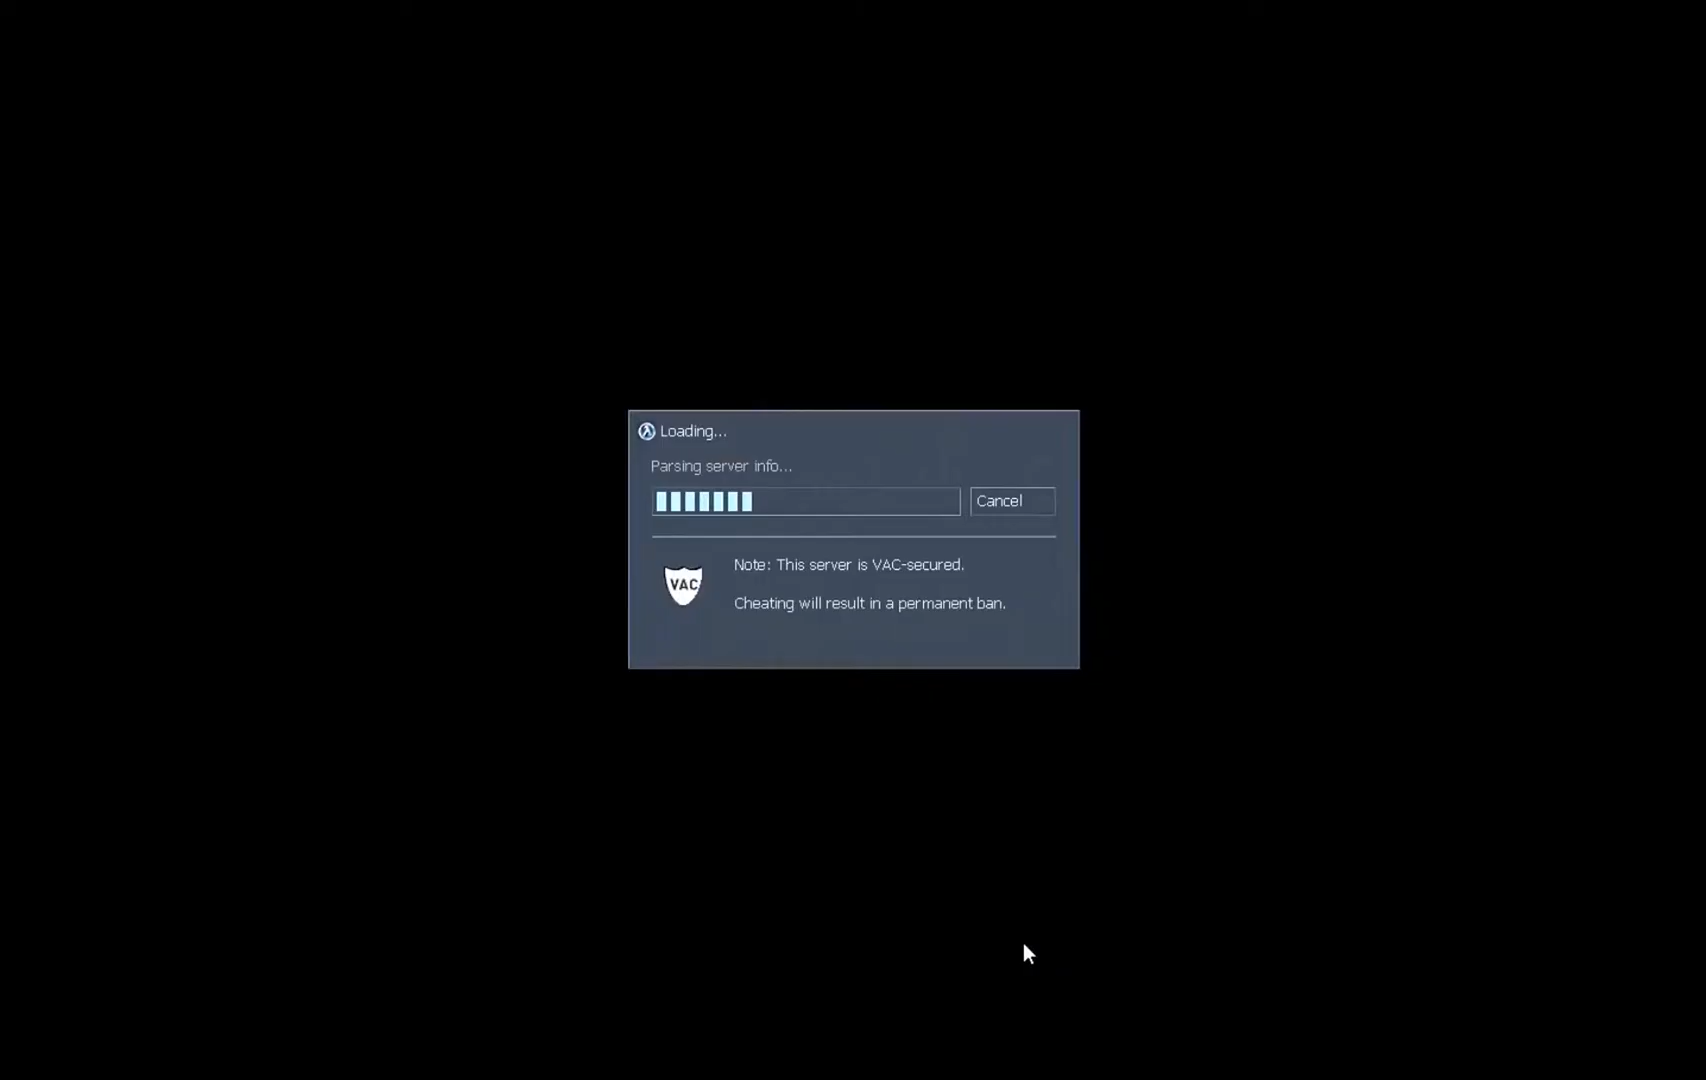 Loading...
Parsing server info...
Cancel
Note: This server is VAC-secured.
VAC
Cheating will result in a permanent ban.